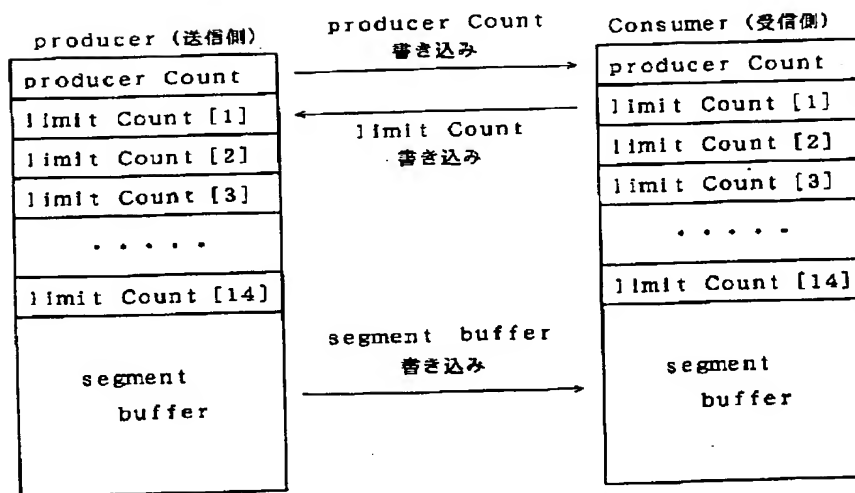 producer (送信側)
producer Count
limit Count [1]
limit Count [2]
limit Count [3]
・・・・・
limit Count [14]
segment
buffer
producer Count
書き込み
limit Count
書き込み
segment buffer
書き込み
Consumer (受信側)
producer Count
limit Count [1]
limit Count [2]
limit Count [3]
・・・・・
limit Count [14]
segment
buffer